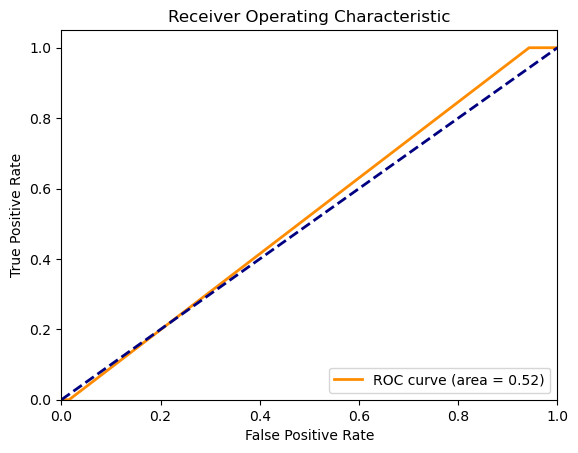 Receiver Operating Characteristic
True Positive Rate
1.0
0.8
0.6
0.4
0.2
0.0
ROC curve (area = 0.52)
0.0 0.2 0.4 0.6 0.8 1.0
False Positive Rate